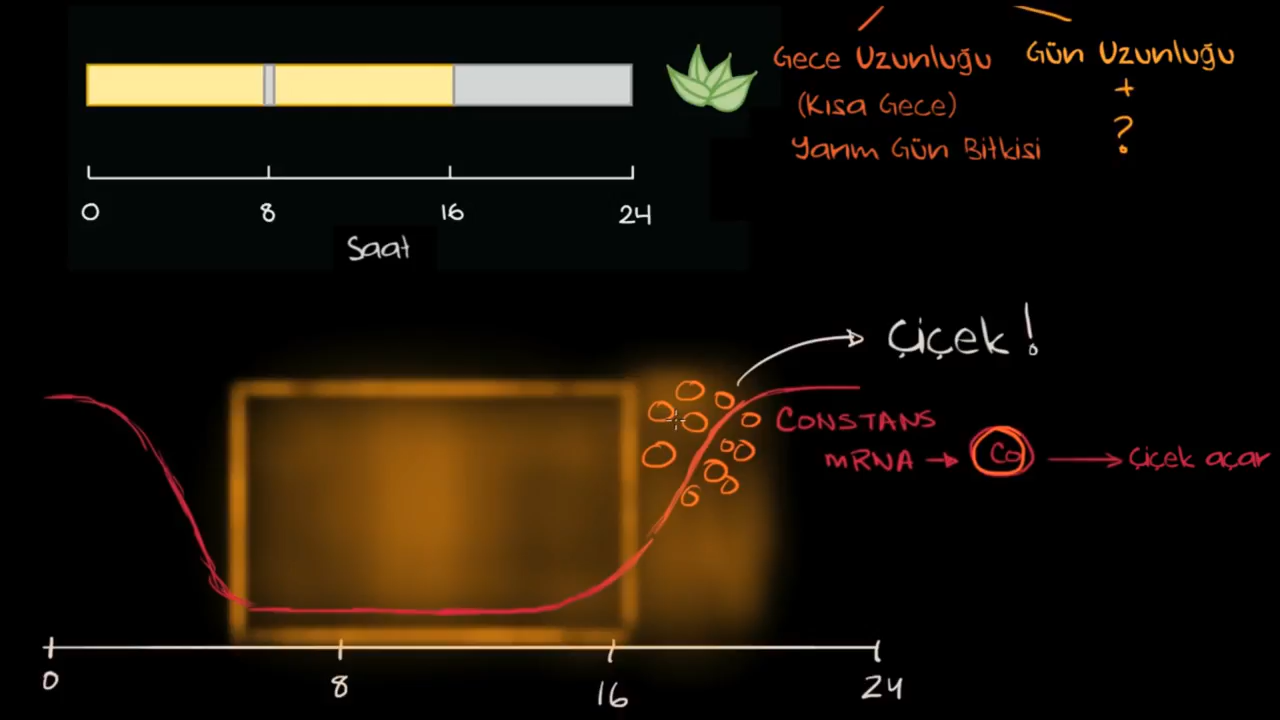 Gece Uzunluğu
(Kısa Gece)
Yarım Gün Bitkisi
Gün Uzunluğu
+
?
0 8 16 24
Saat
Çiçek!
CONSTANS
mRNA → Co → Çiçek açar
0 8 16 24